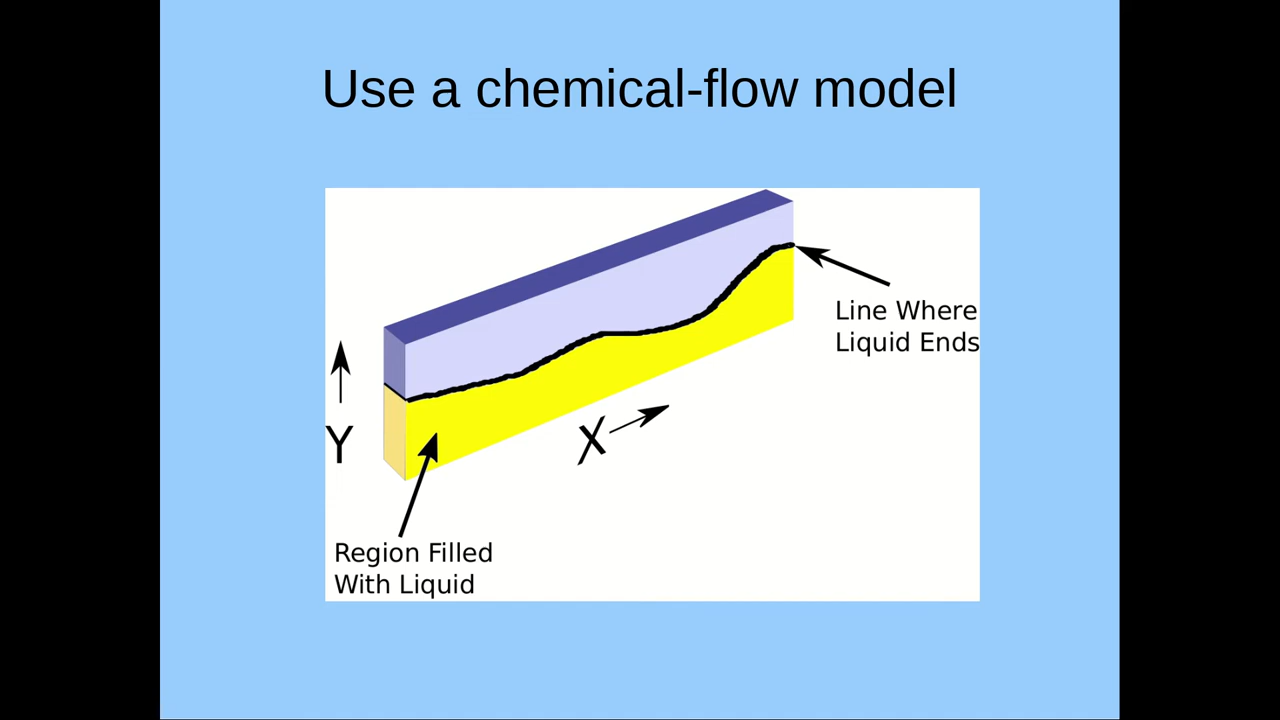 Use a chemical-flow model
Line Where
Liquid Ends
Y
X
Region Filled
With Liquid